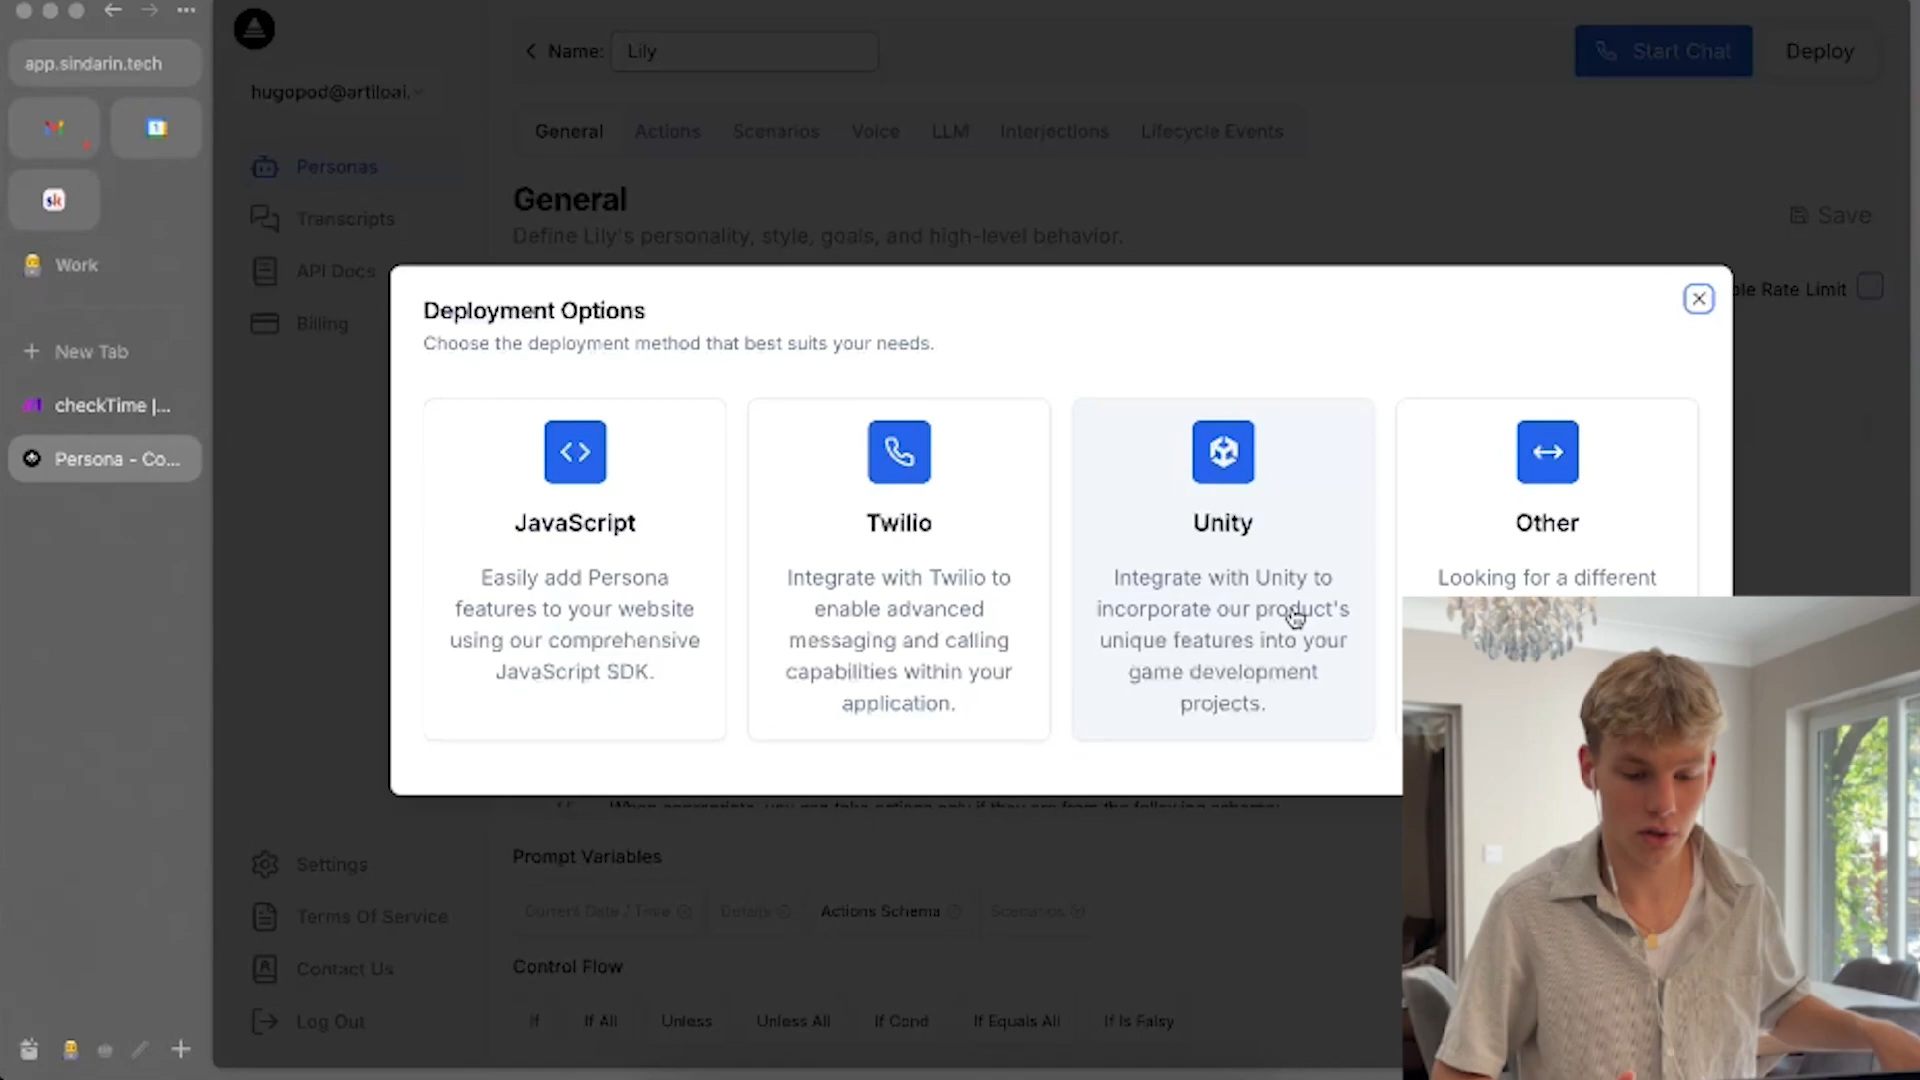 app.sindarin.tech
Work
New Tab
checkTime |...
Persona - Co...
hugopod@artiloai.
Personas
Transcripts
API Docs
Billing
Settings
Terms Of Service
Contact Us
Log Out
Name: Lily
Start Chat
Deploy
General Actions Scenarios Voice LLM Interjections Lifecycle Events
General
Save
Define Lily's personality, style, goals, and high-level behavior.
Rate Limit
Deployment Options
Choose the deployment method that best suits your needs.
JavaScript
Easily add Persona
features to your website
using our comprehensive
JavaScript SDK.
Twilio
Integrate with Twilio to
enable advanced
messaging and calling
capabilities within your
application.
Unity
Integrate with Unity to
incorporate our product's
unique features into your
game development
projects.
Other
Looking for a different
Prompt Variables
Current Date / Time Details Actions Schema Scenarios
Control Flow
If If All Unless Unless All If Cond If Equals All If Is Falsy